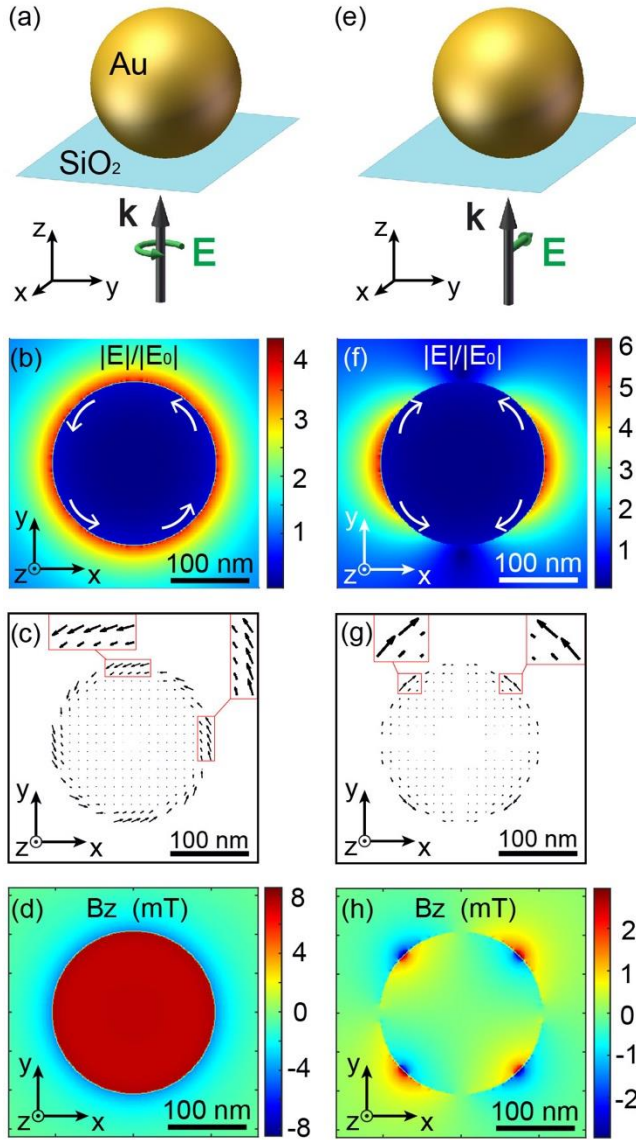 (a)
Au
SiO₂
k
E
z
x
y
(e)
k
E
z
x
y
(b)
|E|/|E₀|
4
3
2
1
y
z
x
100 nm
(f)
|E|/|E₀|
6
5
4
3
2
1
y
z
x
100 nm
(c)
y
z
x
100 nm
(g)
y
z
x
100 nm
(d)
Bz (mT)
8
4
0
-4
-8
y
z
x
100 nm
(h)
Bz (mT)
2
1
0
-1
-2
y
z
x
100 nm